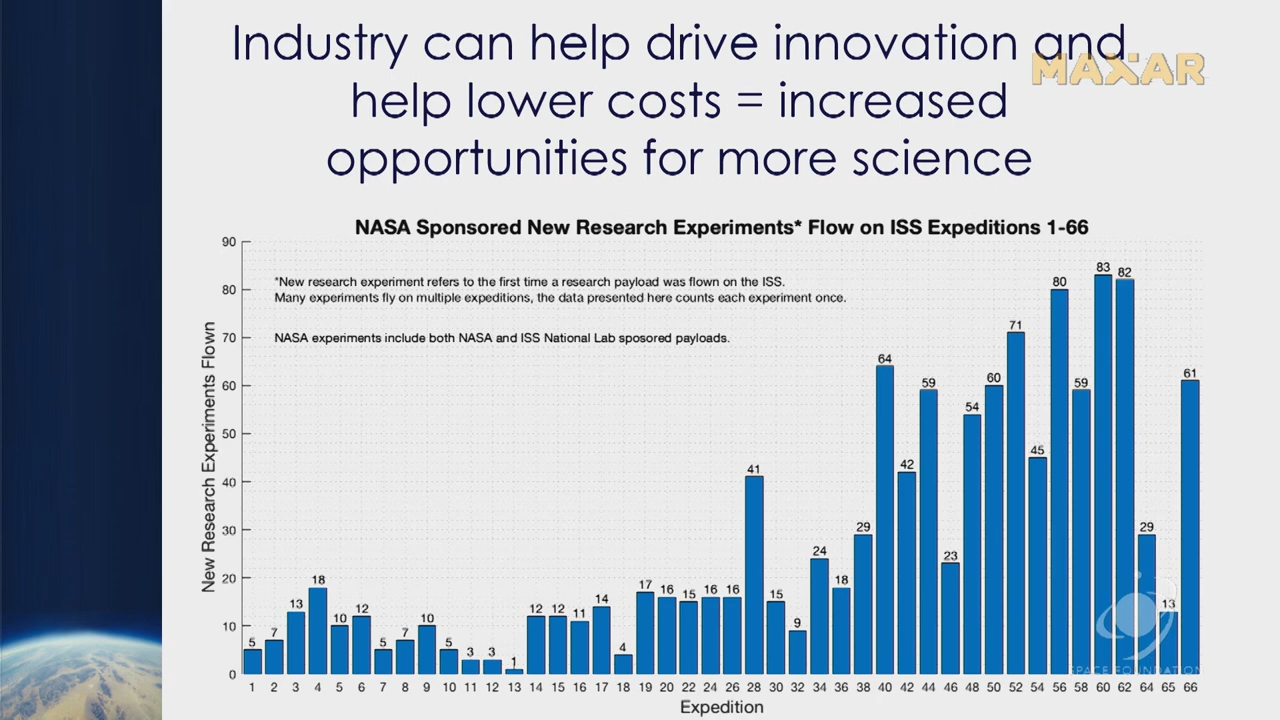 Industry can help drive innovation and
MAXAR
help lower costs = increased
opportunities for more science
NASA Sponsored New Research Experiments* Flow on ISS Expeditions 1-66
*New research experiment refers to the first time a research payload was flown on the ISS.
Many experiments fly on multiple expeditions, the data presented here counts each experiment once.
NASA experiments include both NASA and ISS National Lab sposored payloads.
New Research Experiments Flown
90
80
70
60
50
40
30
20
10
0
5 7 13 18 10 12 5 7 10 5 3 3 1 12 12 11 14 4 17 16 15 16 16 41 15 9 24 18 29 64 42 59 23 54 60 71 45 80 59 83 82 29 13 61
1 2 3 4 5 6 7 8 9 10 11 12 13 14 15 16 17 18 19 20 22 24 26 28 30 32 34 36 38 40 42 44 46 48 50 52 54 56 58 60 62 64 65 66
Expedition
SPACE FOUNDATION